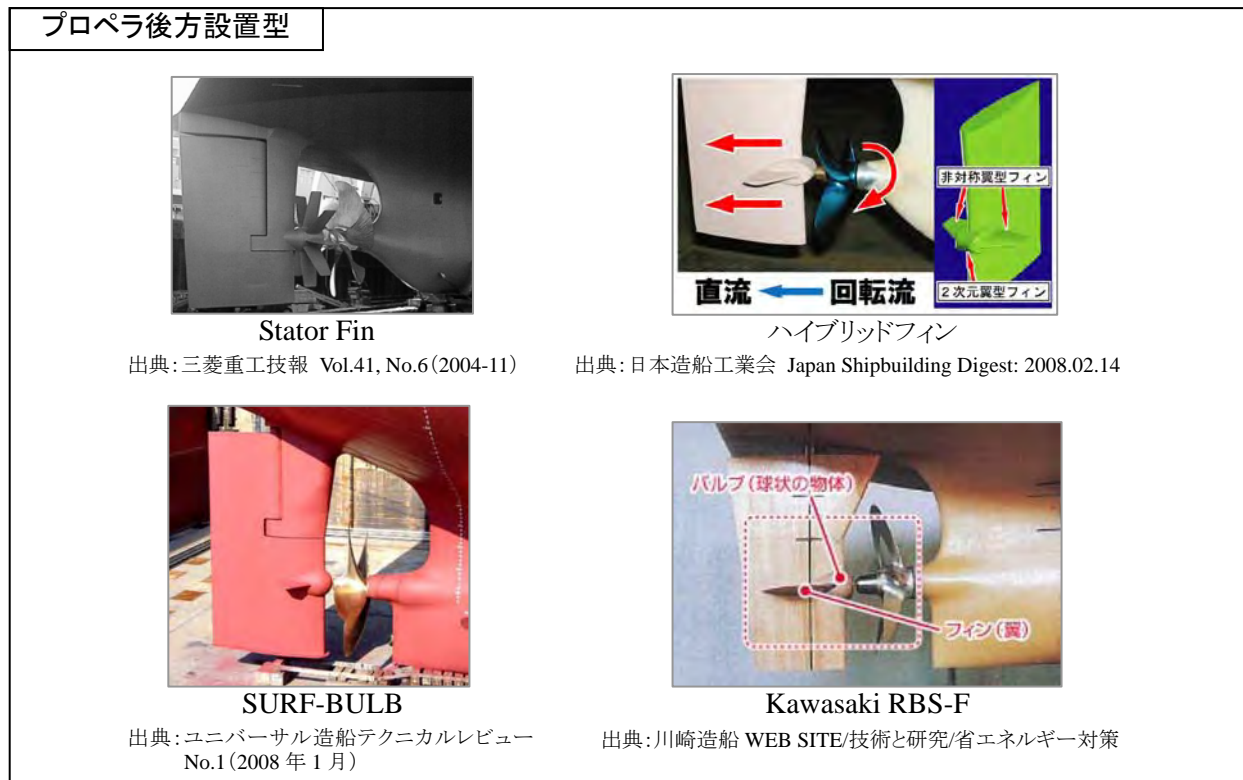 プロペラ後方設置型
非対称翼型フィン
2次元翼型フィン
直流
回転流
Stator Fin
出典：三菱重工技報 Vol.41, No.6（2004-11）
ハイブリッドフィン
出典：日本造船工業会 Japan Shipbuilding Digest: 2008.02.14
バルブ（球状の物体）
フィン（翼）
SURF-BULB
出典：ユニバーサル造船テクニカルレビュー
No.1（2008 年 1 月）
Kawasaki RBS-F
出典：川崎造船 WEB SITE/技術と研究/省エネルギー対策